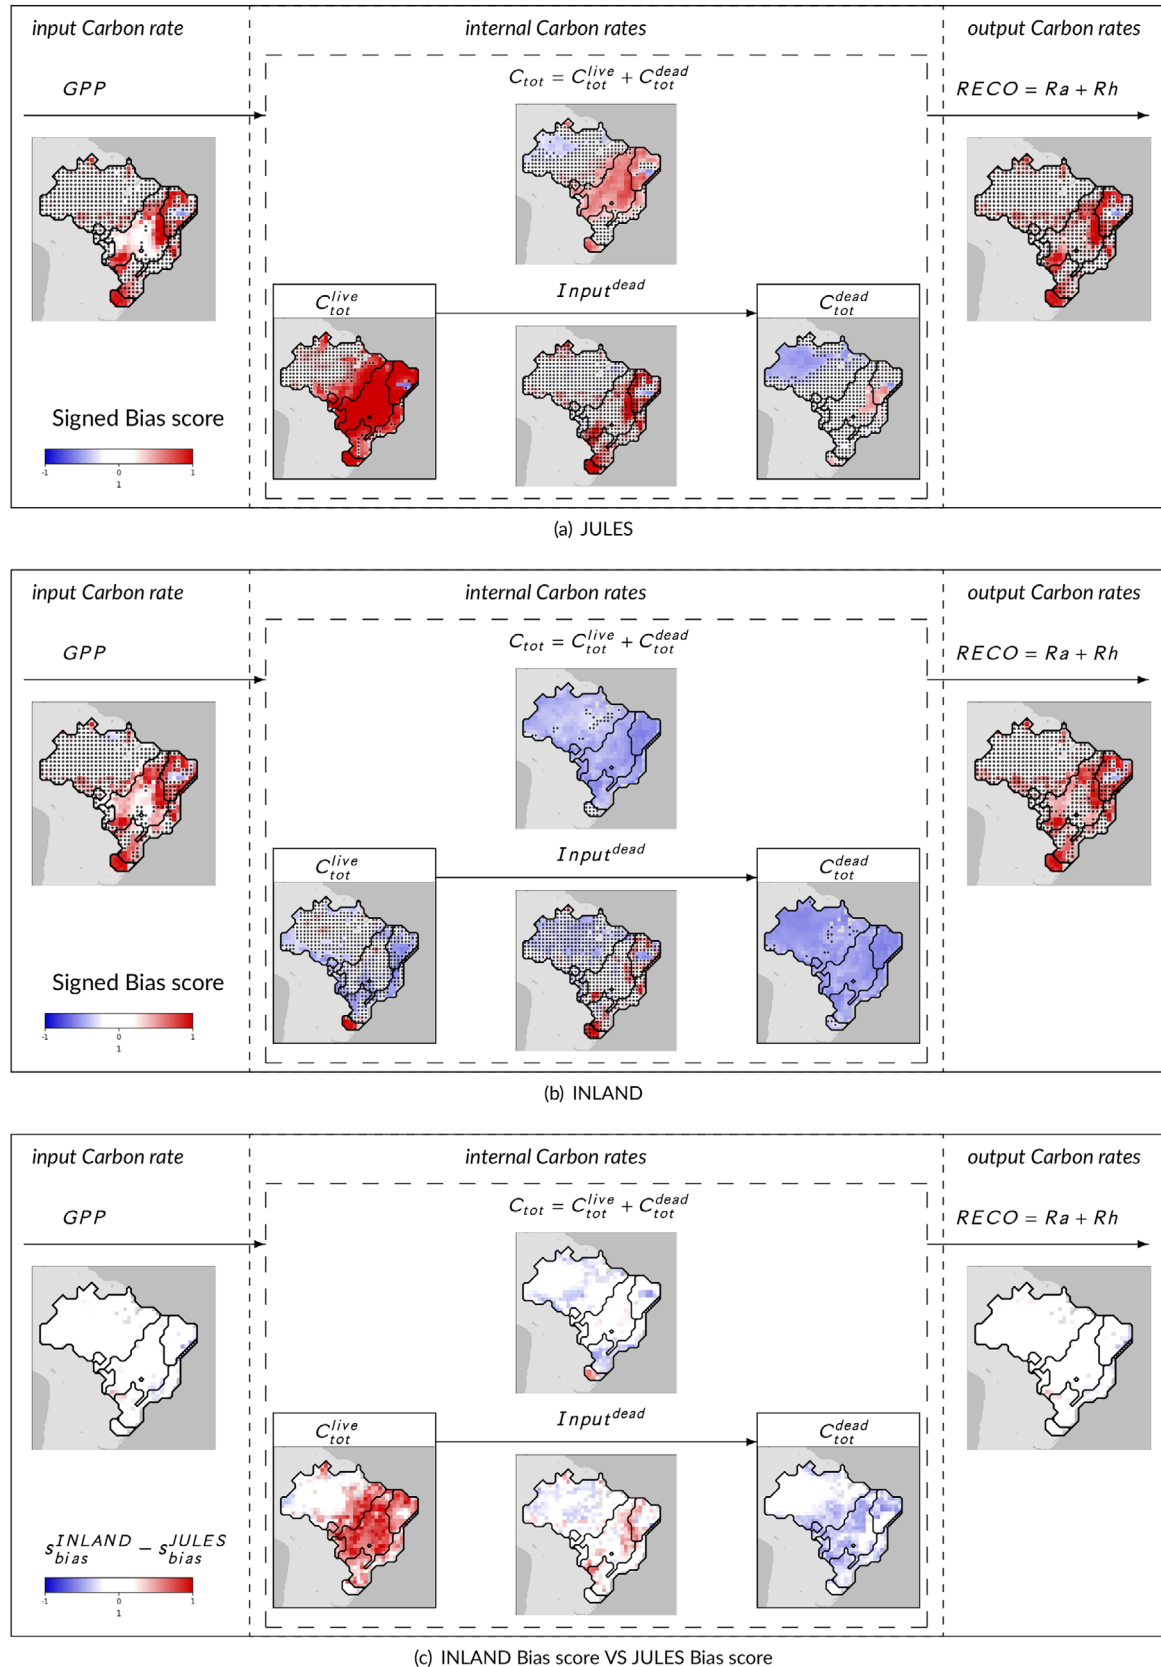 input Carbon rate internal Carbon rates output Carbon rates
GPP C_tot = C_tot^live + C_tot^dead RECO = Ra + Rh
C_tot^live Input^dead C_tot^dead
Signed Bias score
-1 0 1
1
(a) JULES
input Carbon rate internal Carbon rates output Carbon rates
GPP C_tot = C_tot^live + C_tot^dead RECO = Ra + Rh
C_tot^live Input^dead C_tot^dead
Signed Bias score
-1 0 1
1
(b) INLAND
input Carbon rate internal Carbon rates output Carbon rates
GPP C_tot = C_tot^live + C_tot^dead RECO = Ra + Rh
C_tot^live Input^dead C_tot^dead
s_bias^INLAND − s_bias^JULES
-1 0 1
1
(c) INLAND Bias score VS JULES Bias score